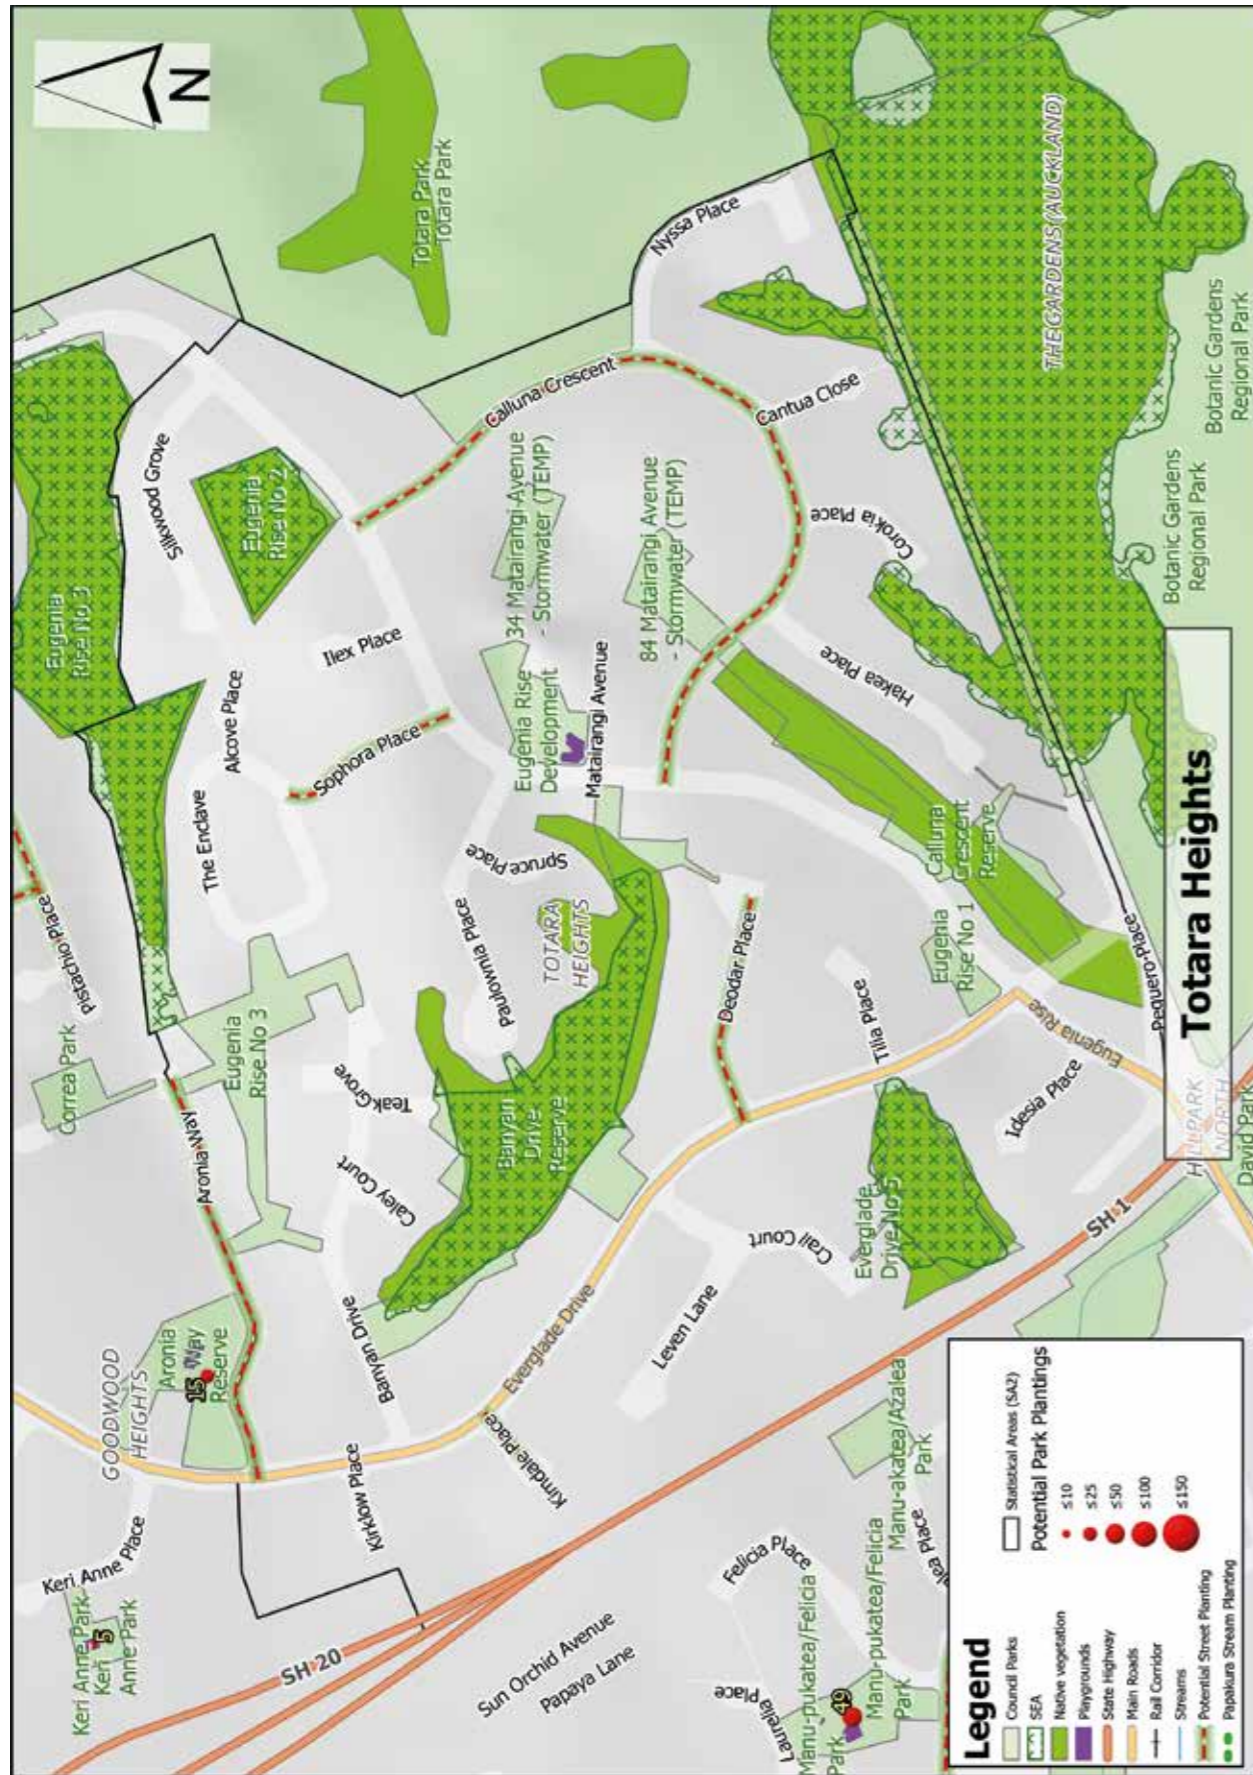 N
Totara Park
Totara Park
Nyssa Place
THE GARDENS (AUCKLAND)
Botanic Gardens
Regional Park
Botanic Gardens
Regional Park
Eugenia
Rise No 3
Silkwood Grove
Eugenia
Rise No 2
Calluna Crescent
Cantua Close
34 Matairangi Avenue
- Stormwater (TEMP)
84 Matairangi Avenue
- Stormwater (TEMP)
Corokia Place
Ilex Place
Alcove Place
Sophora Place
Eugenia Rise
Development
Matairangi Avenue
Hakea Place
The Enclave
Spruce Place
Paulownia Place
TOTARA
HEIGHTS
Calluna
Crescent
Reserve
Pistachio Place
Correa Park
Eugenia
Rise No 3
Deodar Place
Eugenia
Rise No 1
Tilia Place
Pequero Place
Eugenia Rise
Idesia Place
Aronia Way
Teak Grove
Caley Court
Banyan
Drive
Reserve
Everglade
Drive No
Crail Court
Leven Lane
SH 1
HILLPARK
NORTH
David Park
Totara Heights
GOODWOOD
HEIGHTS
Aronia
Way
Reserve
15
Banyan Drive
Everglade Drive
Kirklow Place
Kimdale Place
Keri Anne Place
Keri Anne Park
Keri
Anne Park
5
SH 20
Sun Orchid Avenue
Papaya Lane
Felicia Place
Laurelia Place
Manu-pukatea/Felicia
Park
49
Manu-pukatea/Felicia
Park
Manu-akatea/Azalea
Park
alea Place
Legend
Council Parks
SEA
Native vegetation
Playgrounds
State Highway
Main Roads
Rail Corridor
Streams
Potential Street Planting
Papakura Stream Planting
Statistical Areas (SA2)
Potential Park Plantings
≤10
≤25
≤50
≤100
≤150